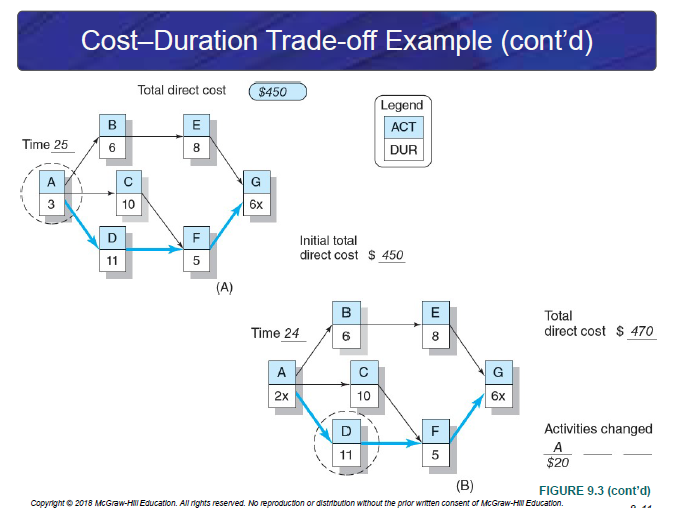 Cost–Duration Trade-off Example (cont’d)
Total direct cost $450
Legend
ACT
DUR
Time 25
B
6
E
8
A
3
C
10
G
6x
D
11
F
5
(A)
Initial total
direct cost $ 450
Time 24
B
6
E
8
A
2x
C
10
G
6x
D
11
F
5
(B)
Total
direct cost $ 470
Activities changed
A
$20
FIGURE 9.3 (cont’d)
Copyright © 2018 McGraw-Hill Education. All rights reserved. No reproduction or distribution without the prior written consent of McGraw-Hill Education.